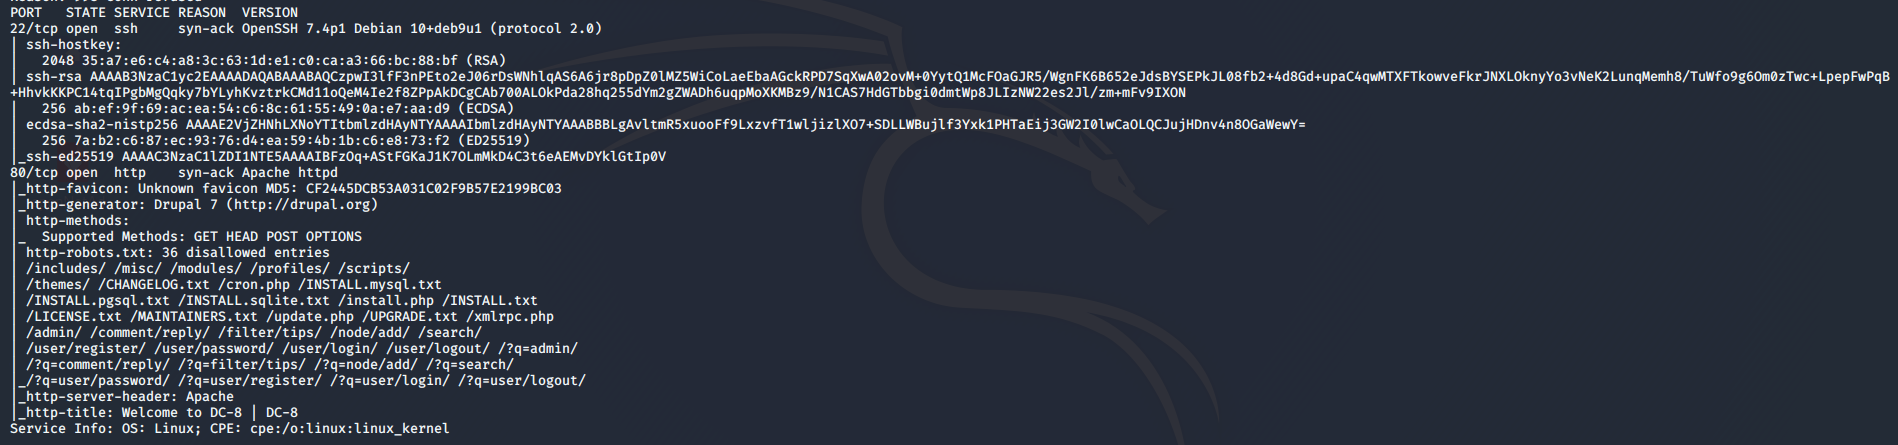 PORT   STATE SERVICE REASON  VERSION
22/tcp open  ssh     syn-ack OpenSSH 7.4p1 Debian 10+deb9u1 (protocol 2.0)
| ssh-hostkey:
|   2048 35:a7:e6:c4:a8:3c:63:1d:e1:c0:ca:a3:66:bc:88:bf (RSA)
| ssh-rsa AAAAB3NzaC1yc2EAAAADAQABAAABAQCzpwI3lfF3nPEto2eJ06rDsWNhlqAS6A6jr8pDpZ0lMZ5WiCoLaeEbaAGckRPD7SqXwA02ovM+0YytQ1McFOaGJR5/WgnFK6B652eJdsBYSEPkJL08fb2+4d8Gd+upaC4qwMTXFTkowveFkrJNXLOknyYo3vNeK2LunqMemh8/TuWfo9g6Om0zTwc+LpepFwPqB
+HhvkKKPC14tqIPgbMgQqky7bYLyhKvztrkCMd11oQeM4Ie2f8ZPpAkDCgCAb700ALOkPda28hq255dYm2gZWADh6uqpMoXKMBz9/N1CAS7HdGTbbgi0dmtWp8JLIzNW22es2Jl/zm+mFv9IXON
|   256 ab:ef:9f:69:ac:ea:54:c6:8c:61:55:49:0a:e7:aa:d9 (ECDSA)
| ecdsa-sha2-nistp256 AAAAE2VjZHNhLXNoYTItbmlzdHAyNTYAAAAIbmlzdHAyNTYAAABBBLgAvltmR5xuooFf9LxzvfT1wljizlXO7+SDLLWBujlf3Yxk1PHTaEij3GW2I0lwCaOLQCJujHDnv4n8OGaWewY=
|   256 7a:b2:c6:87:ec:93:76:d4:ea:59:4b:1b:c6:e8:73:f2 (ED25519)
|_ssh-ed25519 AAAAC3NzaC1lZDI1NTE5AAAAIBFzOq+AStFGKaJ1K7OLmMkD4C3t6eAEMvDYklGtIp0V
80/tcp open  http    syn-ack Apache httpd
|_http-favicon: Unknown favicon MD5: CF2445DCB53A031C02F9B57E2199BC03
|_http-generator: Drupal 7 (http://drupal.org)
| http-methods:
|_  Supported Methods: GET HEAD POST OPTIONS
| http-robots.txt: 36 disallowed entries
| /includes/ /misc/ /modules/ /profiles/ /scripts/
| /themes/ /CHANGELOG.txt /cron.php /INSTALL.mysql.txt
| /INSTALL.pgsql.txt /INSTALL.sqlite.txt /install.php /INSTALL.txt
| /LICENSE.txt /MAINTAINERS.txt /update.php /UPGRADE.txt /xmlrpc.php
| /admin/ /comment/reply/ /filter/tips/ /node/add/ /search/
| /user/register/ /user/password/ /user/login/ /user/logout/ /?q=admin/
| /?q=comment/reply/ /?q=filter/tips/ /?q=node/add/ /?q=search/
|_/?q=user/password/ /?q=user/register/ /?q=user/login/ /?q=user/logout/
|_http-server-header: Apache
|_http-title: Welcome to DC-8 | DC-8
Service Info: OS: Linux; CPE: cpe:/o:linux:linux_kernel